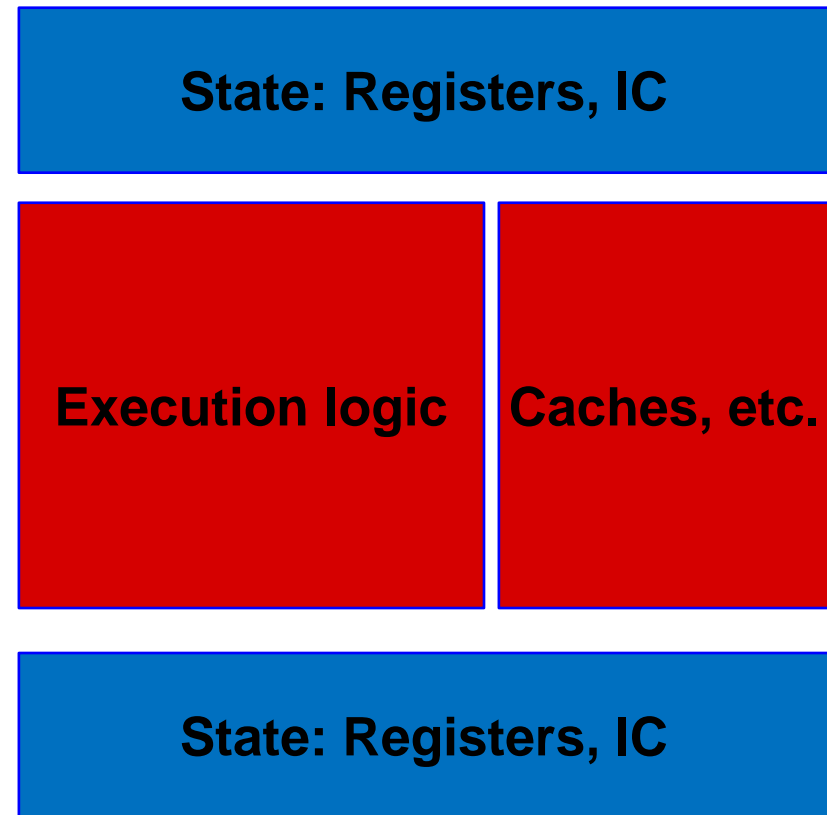 State: Registers, IC
Execution logic
Caches, etc.
State: Registers, IC